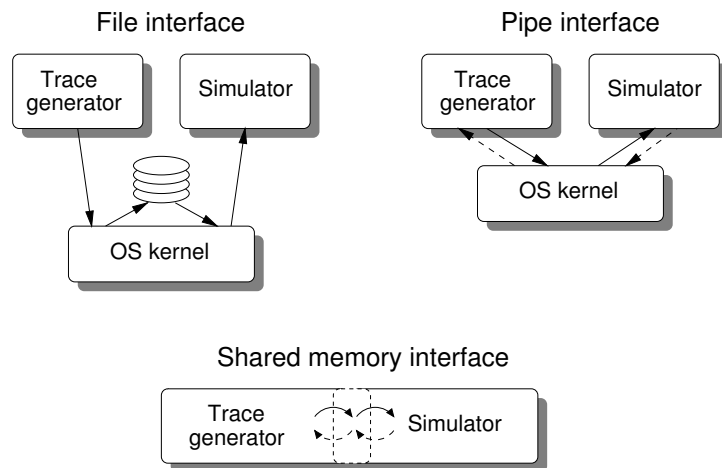 File interface
Trace
generator
Simulator
OS kernel
Pipe interface
Trace
generator
Simulator
OS kernel
Shared memory interface
Trace
generator
Simulator